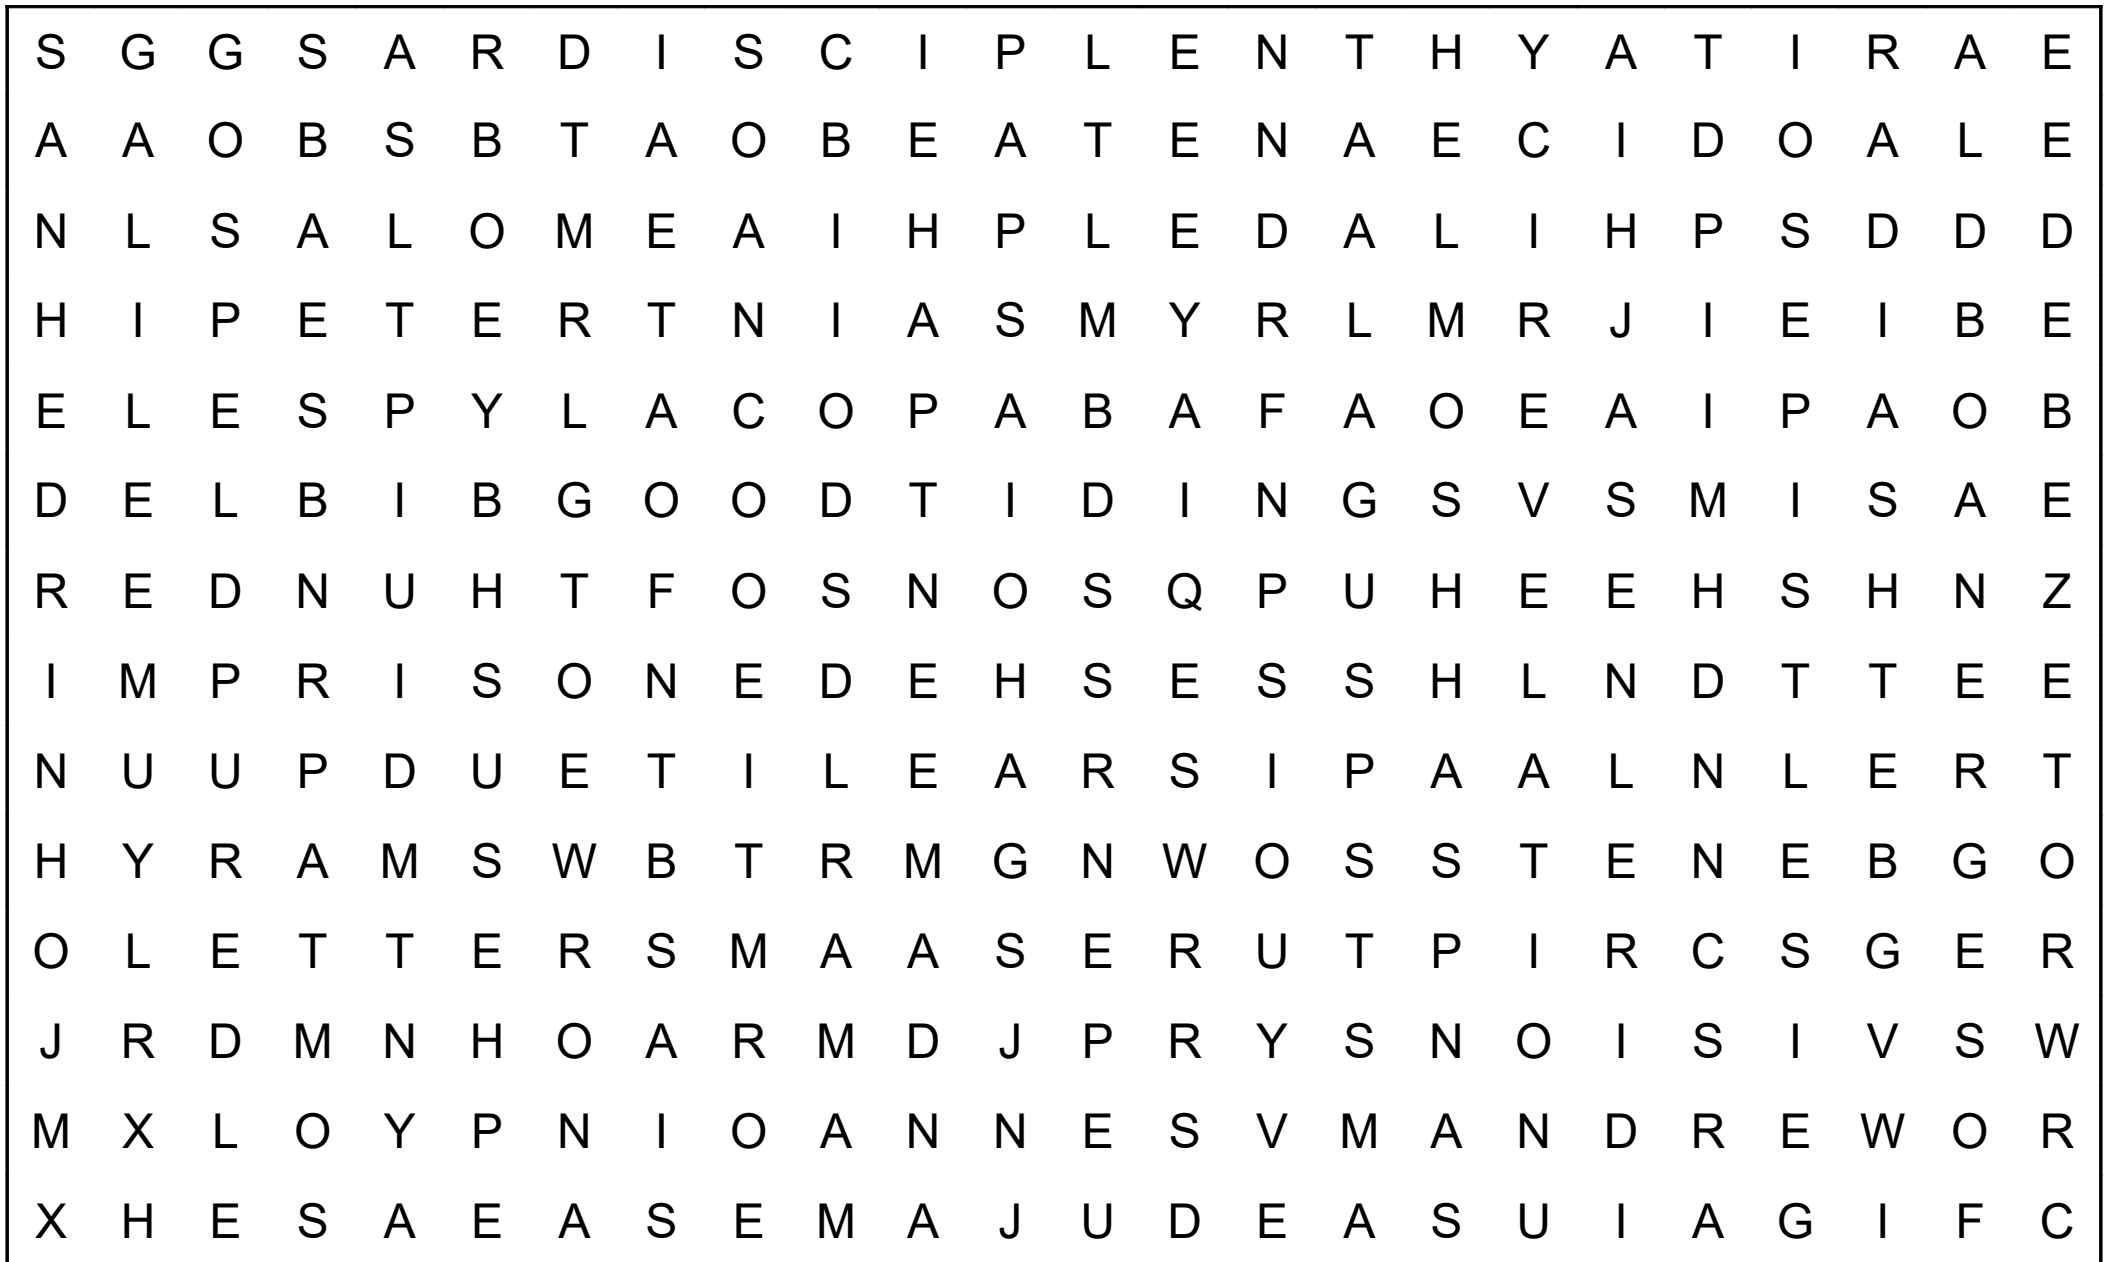 S G G S A R D I S C I P L E N T H Y A T I R A E
A A O B S B T A O B E A T E N A E C I D O A L E
N L S A L O M E A I H P L E D A L I H P S D D D
H I P E T E R T N I A S M Y R L M R J I E I B E
E L E S P Y L A C O P A B A F A O E A I P A O B
D E L B I B G O O D T I D I N G S V S M I S A E
R E D N U H T F O S N O S Q P U H E E H S H N Z
I M P R I S O N E D E H S E S S H L N D T T E E
N U U P D U E T I L E A R S I P A A L N L E R T
H Y R A M S W B T R M G N W O S S T E N E B G O
O L E T T E R S M A A S E R U T P I R C S G E R
J R D M N H O A R M D J P R Y S N O I S I V S W
M X L O Y P N I O A N N E S V M A N D R E W O R
X H E S A E A S E M A J U D E A S U I A G I F C